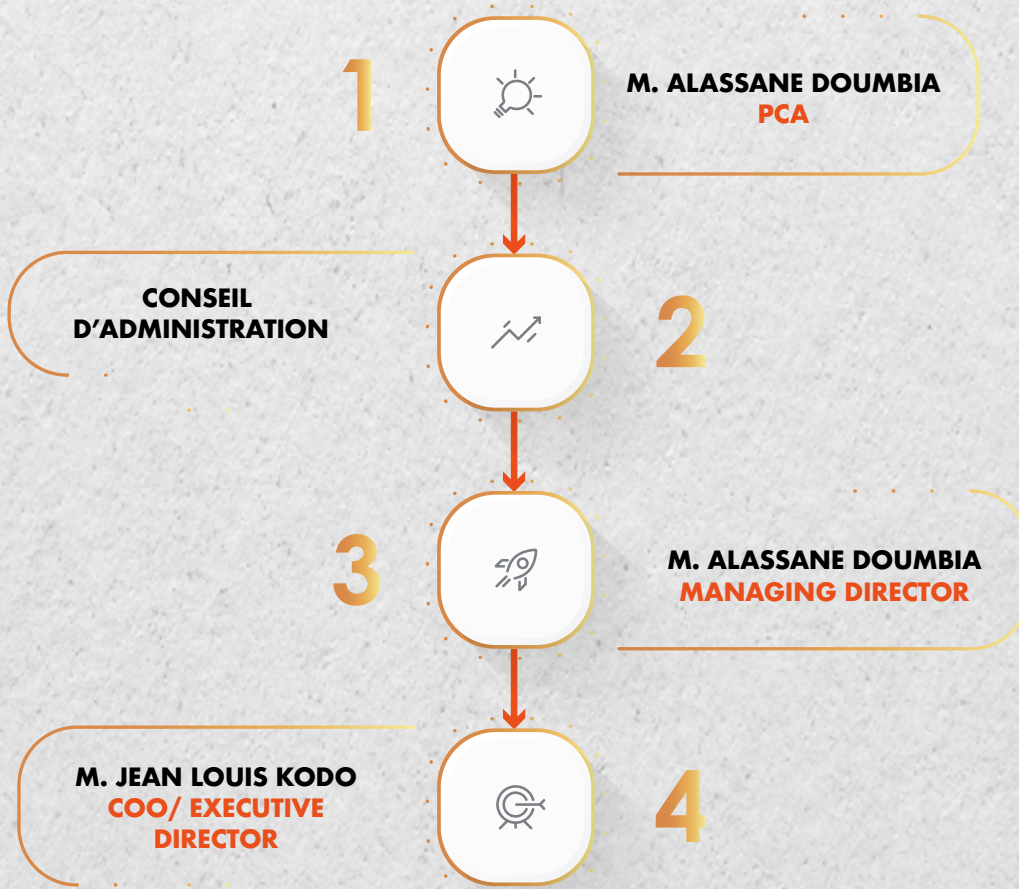 1
M. ALASSANE DOUMBIA
PCA
CONSEIL
D’ADMINISTRATION
2
3
M. ALASSANE DOUMBIA
MANAGING DIRECTOR
M. JEAN LOUIS KODO
COO/ EXECUTIVE
DIRECTOR
4